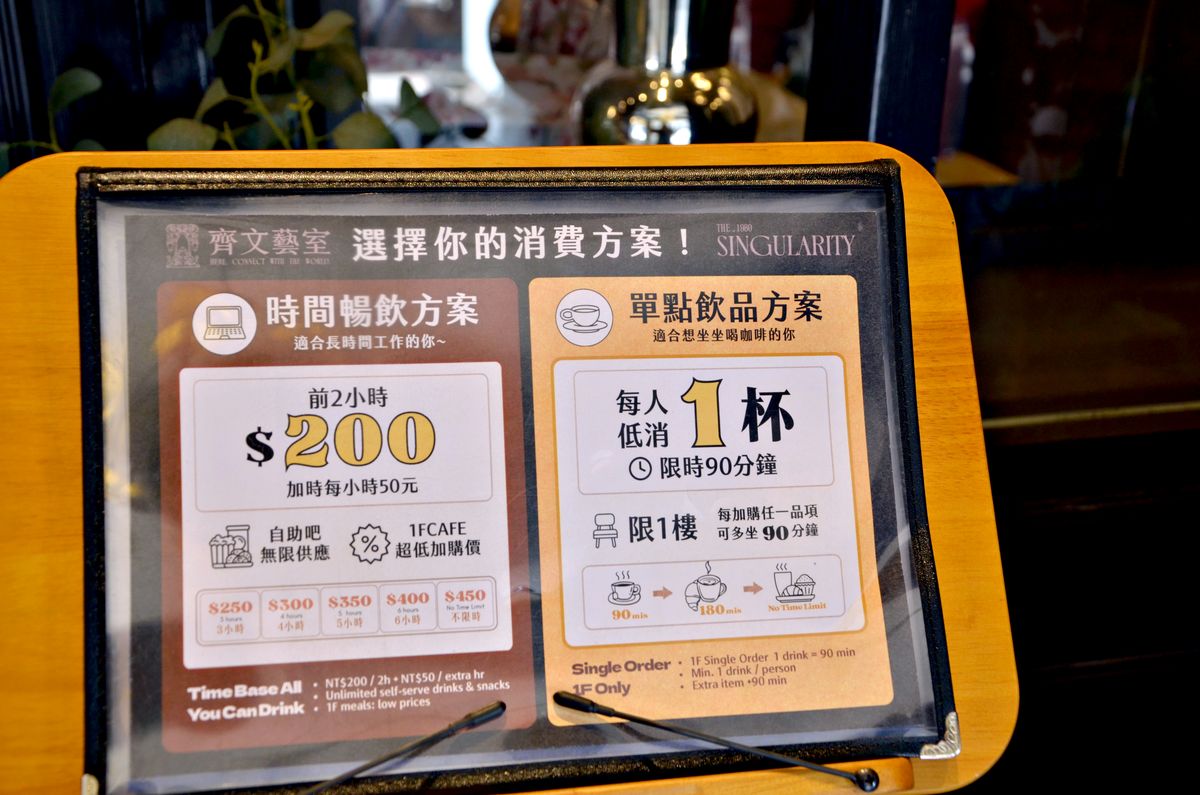 齊文藝室
HERE, CONNECT WITH THE WORLD.
選擇你的消費方案！
THE .1980
SINGULARITY
時間暢飲方案
適合長時間工作的你~
前2小時
$200
加時每小時50元
自助吧
無限供應
1FCAFE
超低加購價
$250
3 hours
3小時
$300
4 hours
4小時
$350
5 hours
5小時
$400
6 hours
6小時
$450
No Time Limit
不限時
Time Base All
You Can Drink
• NT$200 / 2h • NT$50 / extra hr
• Unlimited self-serve drinks & snacks
• 1F meals: low prices
單點飲品方案
適合想坐坐喝咖啡的你
每人
低消
1杯
限時90分鐘
限1樓
每加購任一品項
可多坐90分鐘
90mis
180mis
No Time Limit
Single Order
1F Only
• 1F Single Order 1 drink = 90 min
• Min. 1 drink / person
• Extra item +90 min